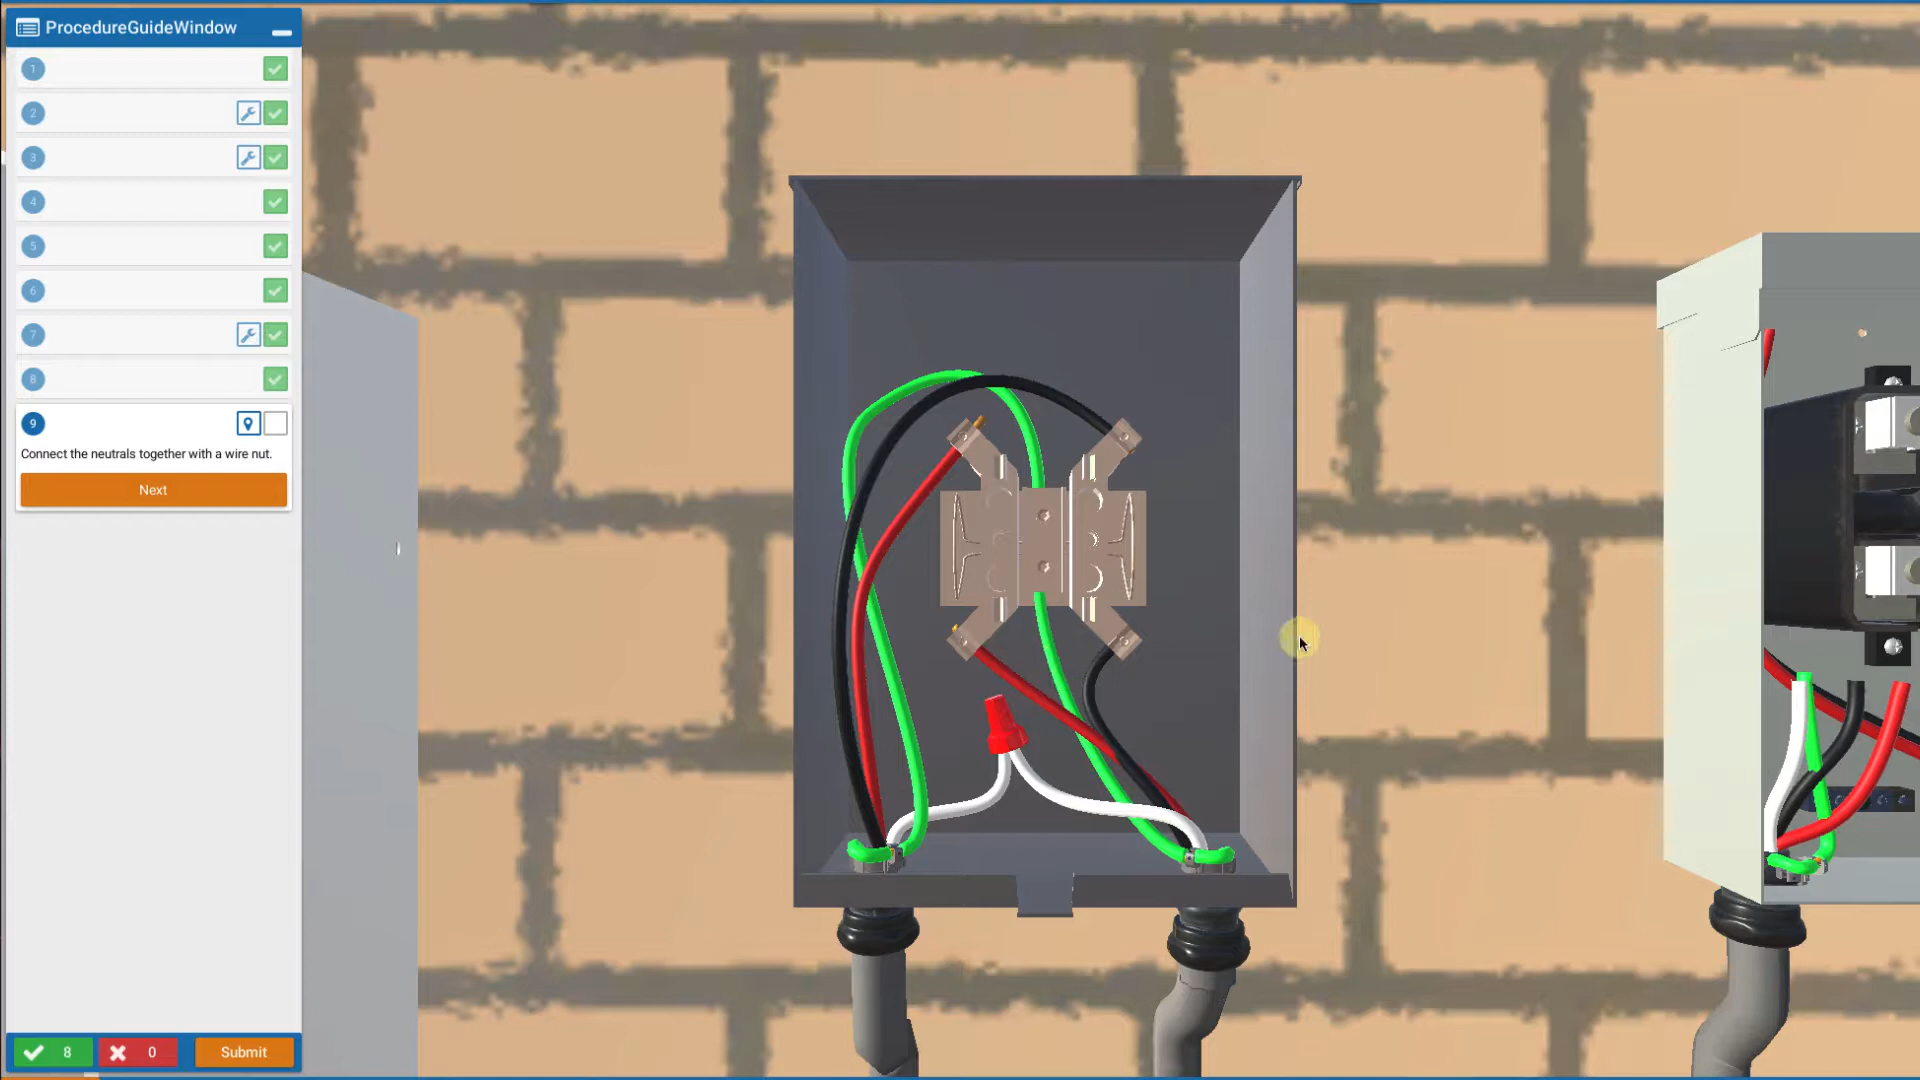 ProcedureGuideWindow
1
2
3
4
5
6
7
8
9
Connect the neutrals together with a wire nut.
Next
8 0 Submit